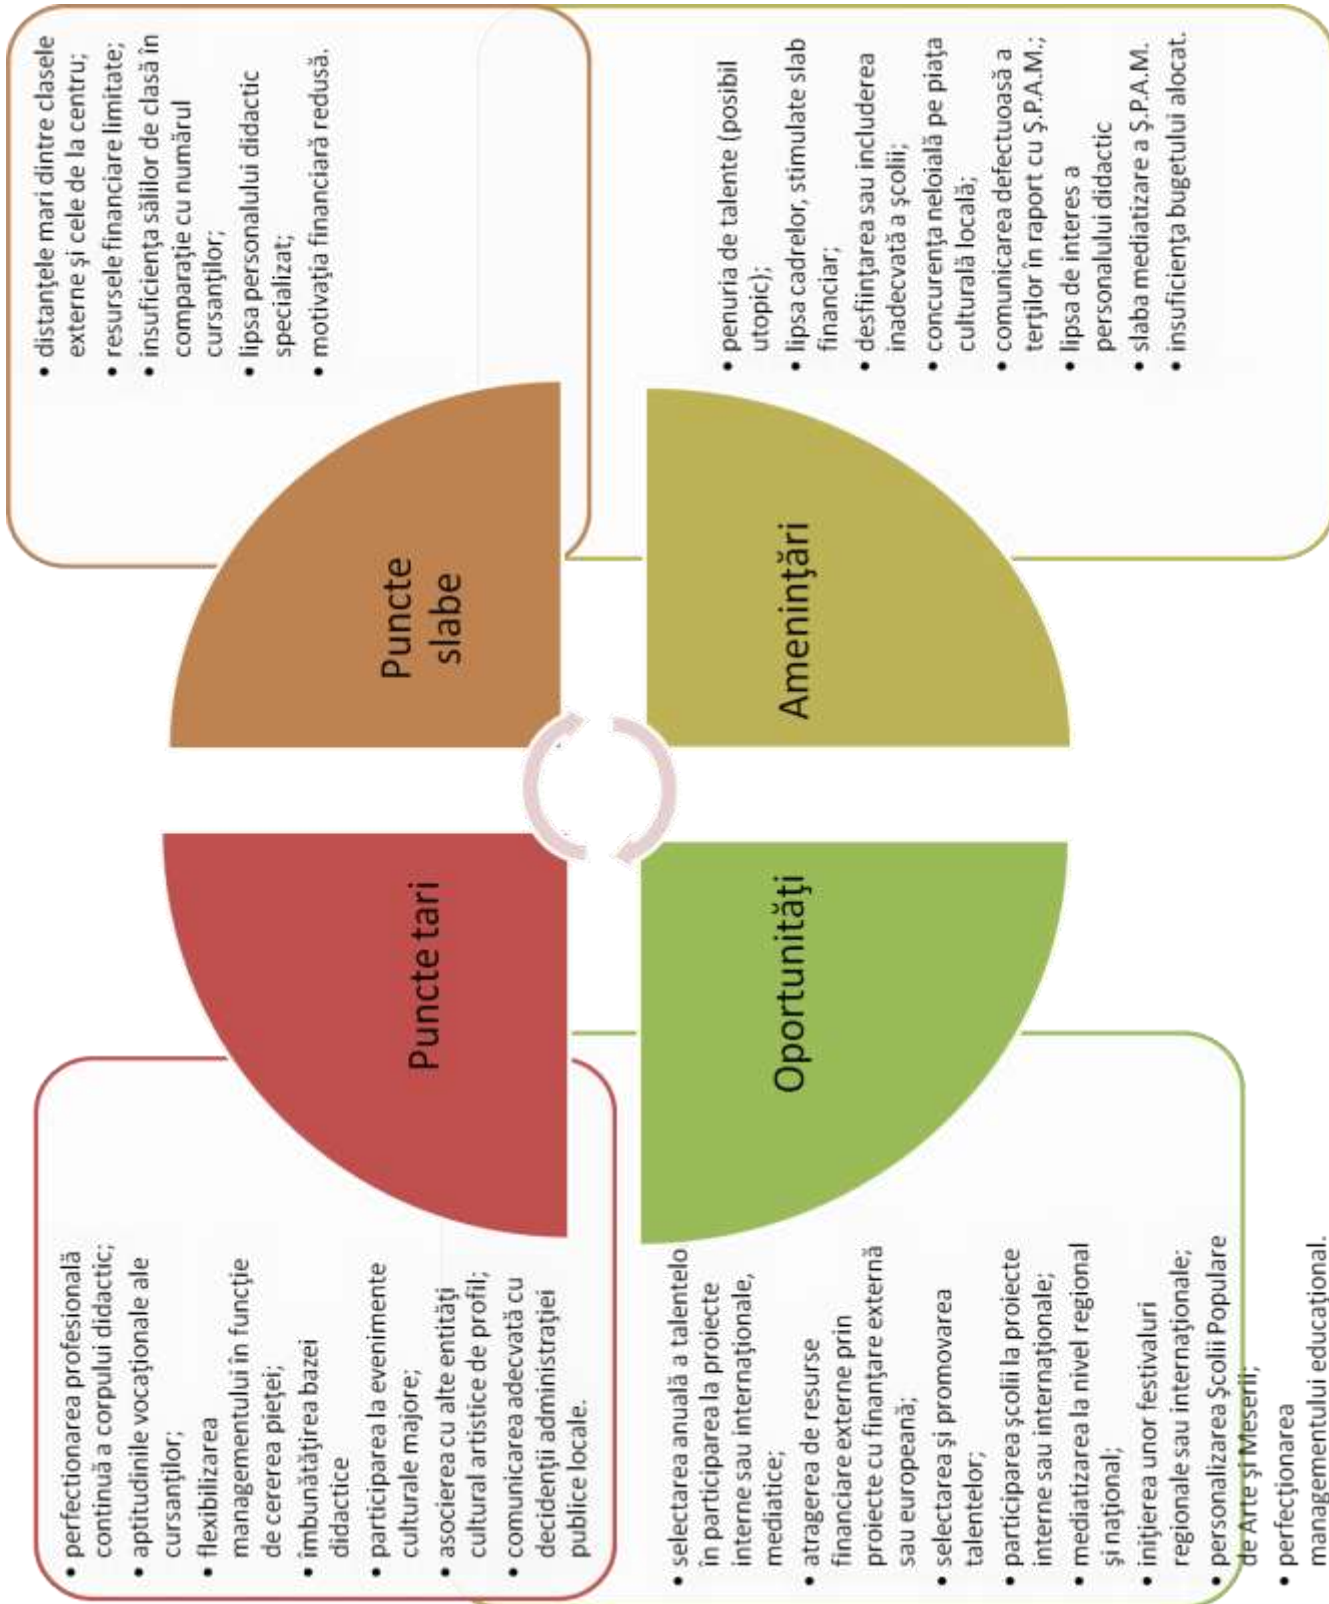 • perfectionarea profesională
continuă a corpului didactic;
• aptitudinile vocaţionale ale
cursanţilor;
• flexibilizarea
managementului în funcţie
de cererea pieţei;
• îmbunătăţirea bazei
didactice
• participarea la evenimente
culturale majore;
• asocierea cu alte entităţi
cultural artistice de profil;
• comunicarea adecvată cu
decidenţii administraţiei
publice locale.
Puncte tari
Puncte
slabe
• distanţele mari dintre clasele
externe şi cele de la centru;
• resursele financiare limitate;
• insuficienţa sălilor de clasă în
comparaţie cu numărul
cursanţilor;
• lipsa personalului didactic
specializat;
• motivaţia financiară redusă.
• selectarea anuală a talentelo
în participarea la proiecte
interne sau internaţionale,
mediatice;
• atragerea de resurse
financiare externe prin
proiecte cu finanţare externă
sau europeană;
• selectarea şi promovarea
talentelor;
• participarea şcolii la proiecte
interne sau internaţionale;
• mediatizarea la nivel regional
şi naţional;
• iniţierea unor festivaluri
regionale sau internaţionale;
• personalizarea Şcolii Populare
de Arte şi Meserii;
• perfecţionarea
managementului educaţional.
Oportunităţi
Ameninţări
• penuria de talente (posibil
utopic);
• lipsa cadrelor, stimulate slab
financiar;
• desfiinţarea sau includerea
inadecvată a şcolii;
• concurenţa neloială pe piaţa
culturală locală;
• comunicarea defectuoasă a
terţilor în raport cu Ş.P.A.M.;
• lipsa de interes a
personalului didactic
• slaba mediatizare a Ş.P.A.M.
• insuficienţa bugetului alocat.